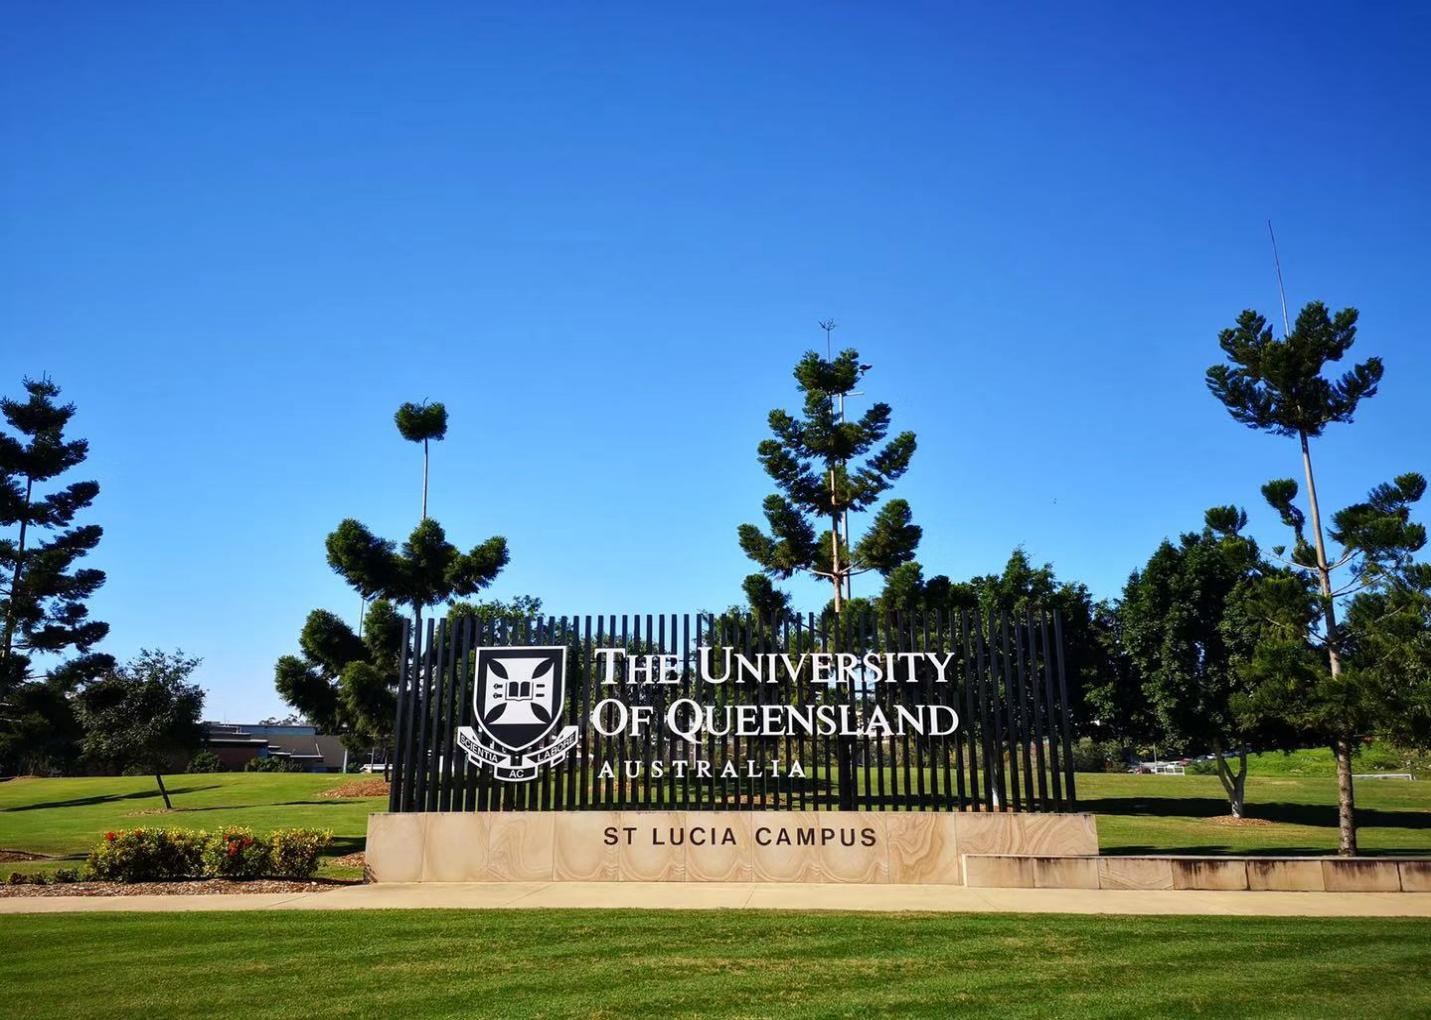 THE UNIVERSITY
OF QUEENSLAND
AUSTRALIA
SCIENTIA AC LABORE
ST LUCIA CAMPUS